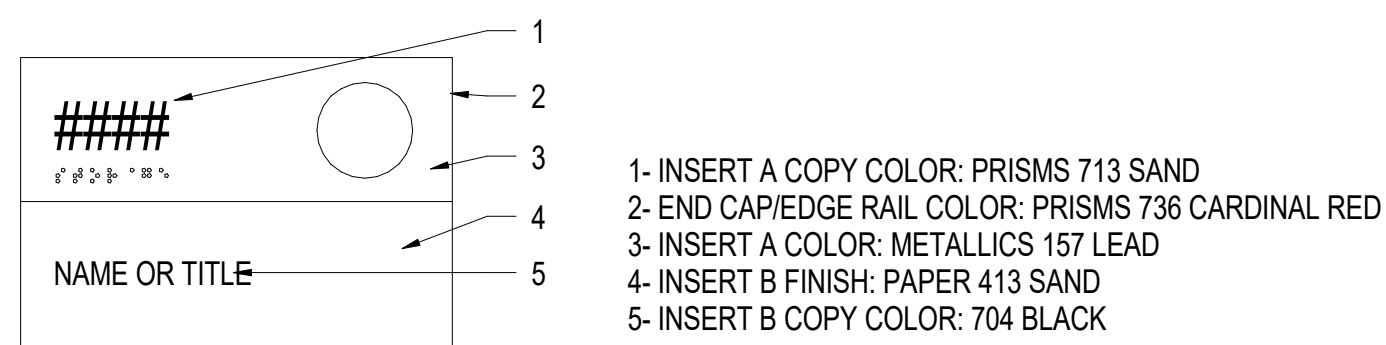 1
2
####
3
4
NAME OR TITLE
5
1- INSERT A COPY COLOR: PRISMS 713 SAND
2- END CAP/EDGE RAIL COLOR: PRISMS 736 CARDINAL RED
3- INSERT A COLOR: METALLICS 157 LEAD
4- INSERT B FINISH: PAPER 413 SAND
5- INSERT B COPY COLOR: 704 BLACK